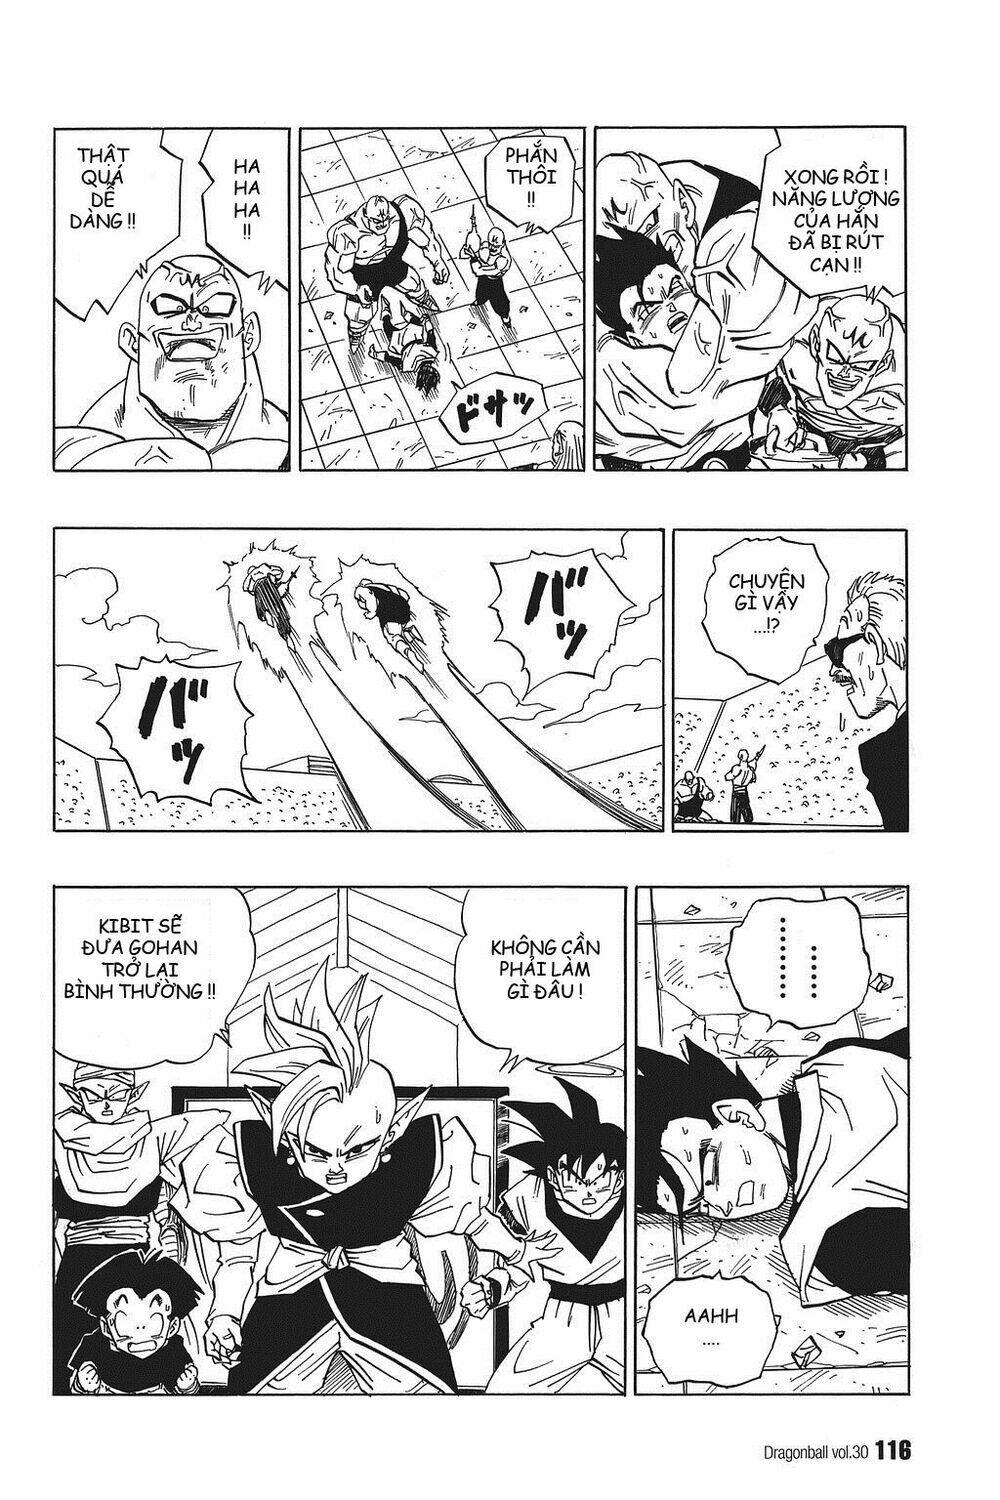 XONG RỒI !
NĂNG LƯỢNG
CỦA HẮN
ĐÃ BỊ RÚT
CẠN !!
PHẮN
THÔI
!!
ドサッ
HA
HA
HA
!!
THẬT
QUÁ
DỄ
DÀNG !!
CHUYỆN
GÌ VẬY
....!?
バッ
バッ
.........
.....
AAHH
....
KHÔNG CẦN
PHẢI LÀM
GÌ ĐÂU !
KIBIT SẼ
ĐƯA GOHAN
TRỞ LẠI
BÌNH THƯỜNG !!
Dragonball vol.30 116